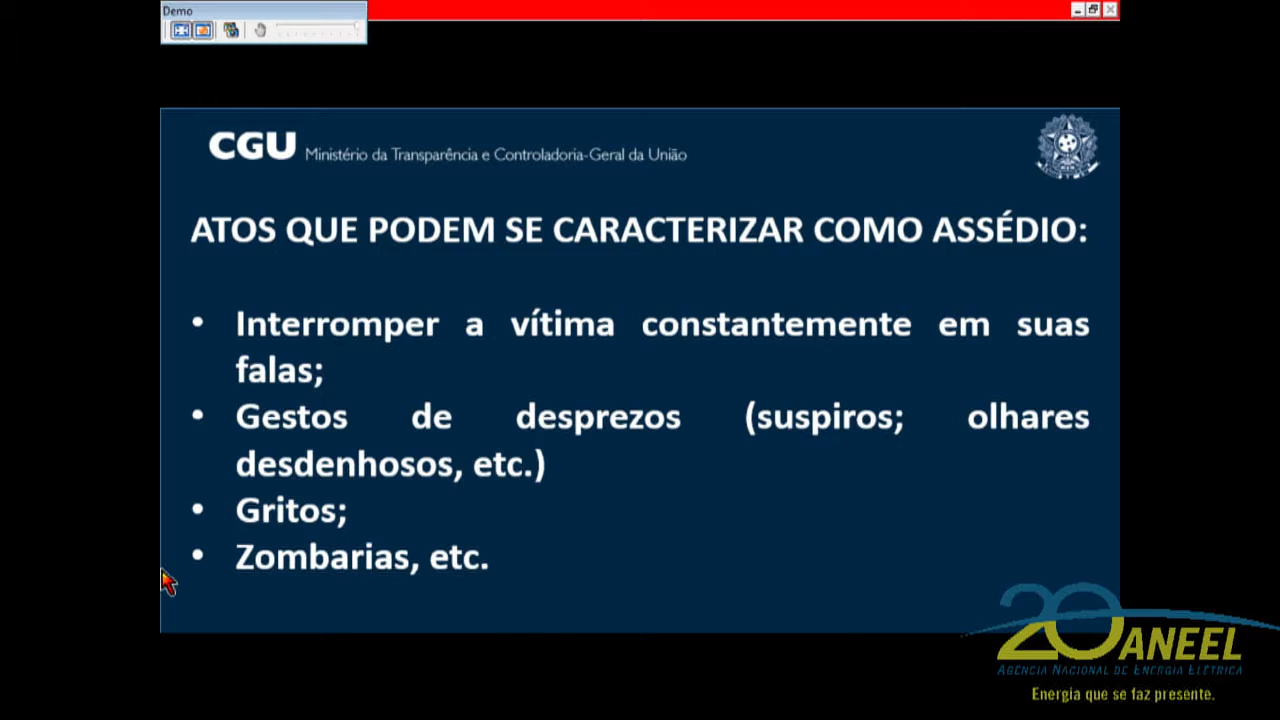 Demo
CGU Ministério da Transparência e Controladoria-Geral da União
ATOS QUE PODEM SE CARACTERIZAR COMO ASSÉDIO:
• Interromper a vítima constantemente em suas
falas;
• Gestos de desprezos (suspiros; olhares
desdenhosos, etc.)
• Gritos;
• Zombarias, etc.
20 ANEEL
AGÊNCIA NACIONAL DE ENERGIA ELÉTRICA
Energia que se faz presente.